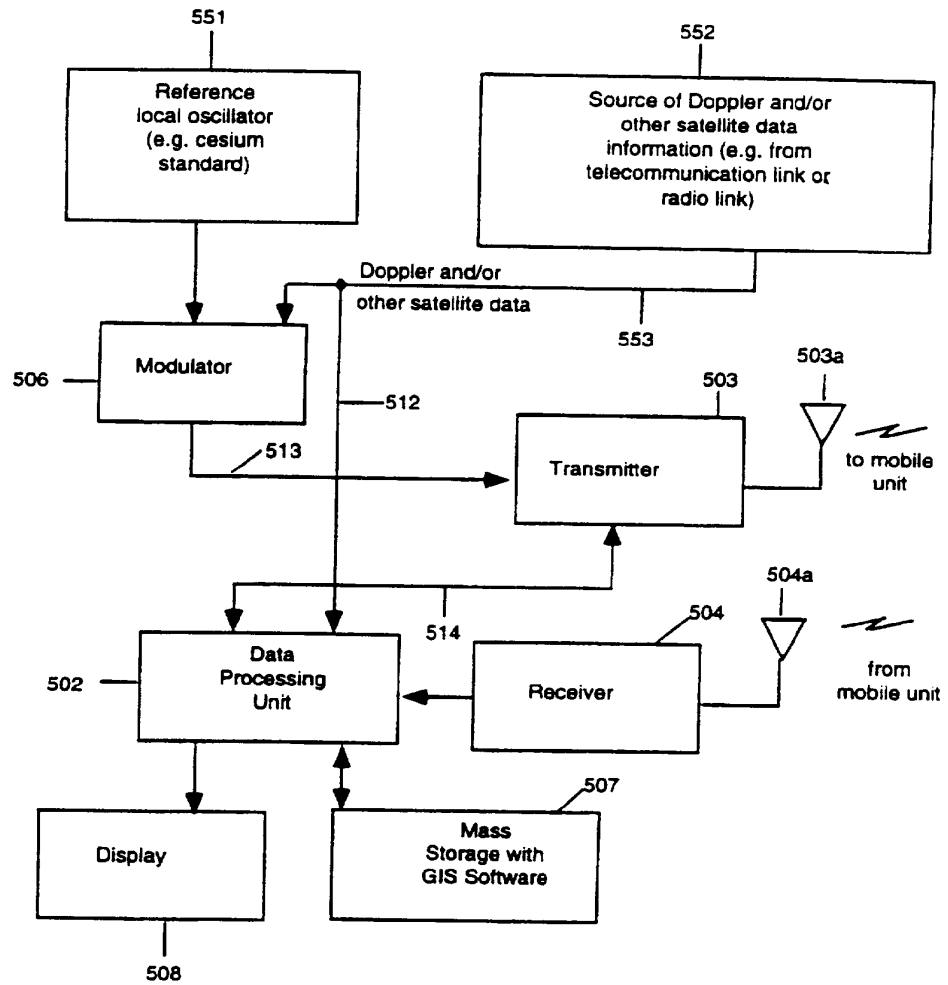 551
552
Reference
local oscillator
(e.g. cesium
standard)
Source of Doppler and/or
other satellite data
information (e.g. from
telecommunication link or
radio link)
Doppler and/or
other satellite data
553
506
Modulator
512
503
503a
513
Transmitter
to mobile
unit
514
504
504a
502
Data
Processing
Unit
Receiver
from
mobile unit
507
Display
Mass
Storage with
GIS Software
508